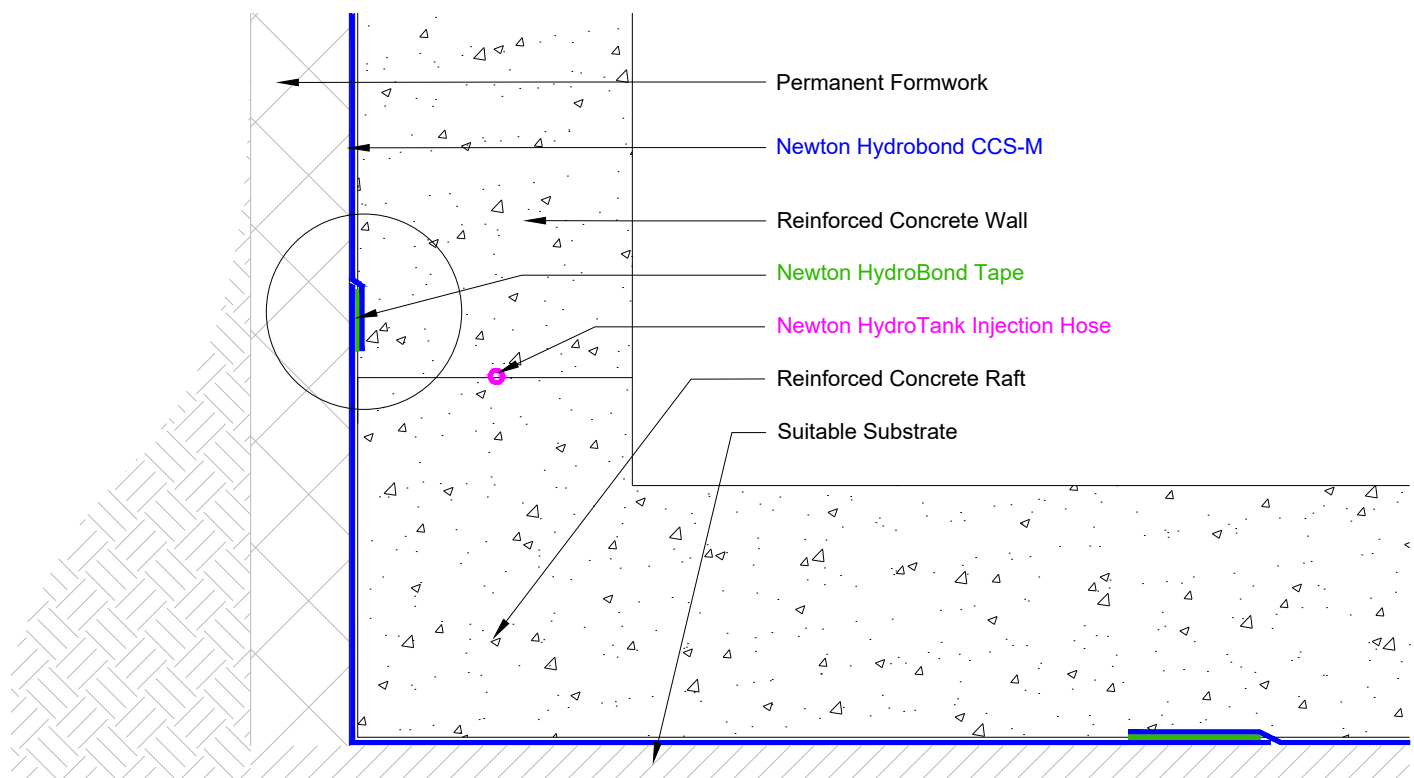 Permanent Formwork
Newton Hydrobond CCS-M
Reinforced Concrete Wall
Newton HydroBond Tape
Newton HydroTank Injection Hose
Reinforced Concrete Raft
Suitable Substrate